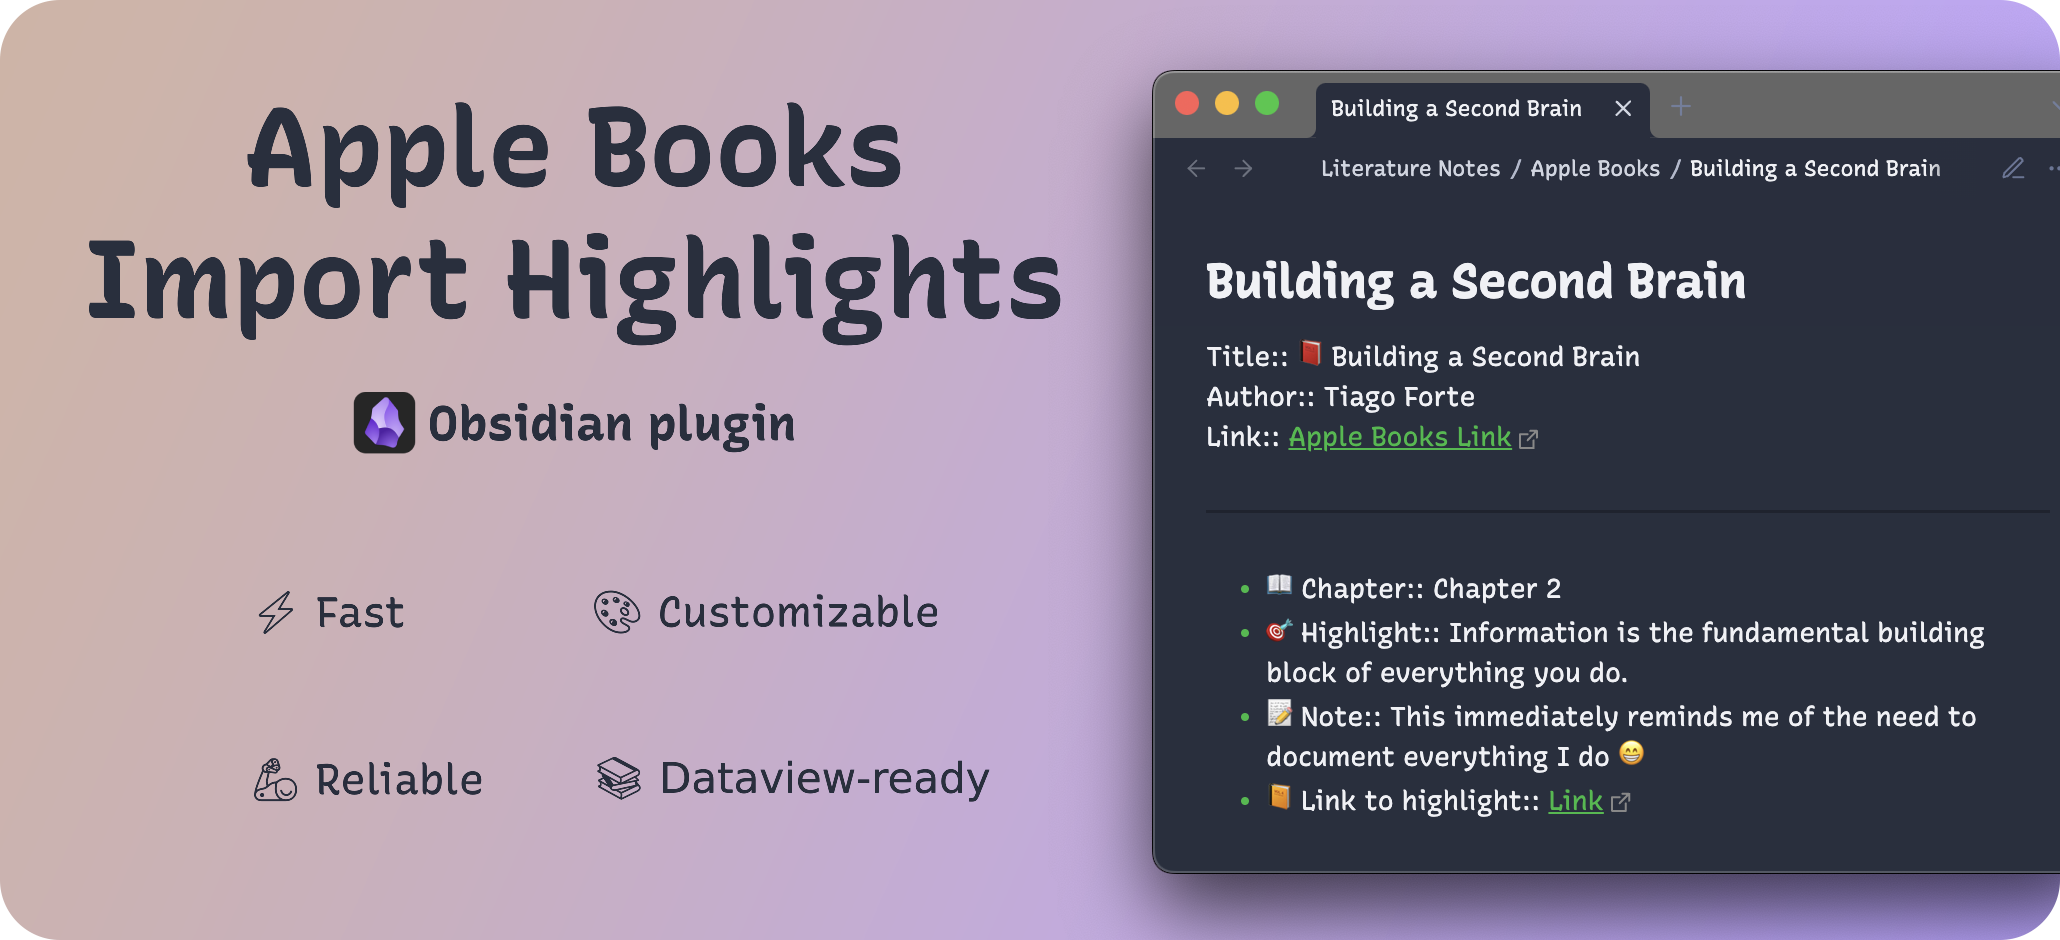 Apple Books
Import Highlights
Obsidian plugin
Fast
Customizable
Reliable
Dataview-ready
Building a Second Brain
Literature Notes / Apple Books / Building a Second Brain
Building a Second Brain
Title:: 📕 Building a Second Brain
Author:: Tiago Forte
Link:: Apple Books Link
📖 Chapter:: Chapter 2
🎯 Highlight:: Information is the fundamental building
block of everything you do.
📝 Note:: This immediately reminds me of the need to
document everything I do 😁
📙 Link to highlight:: Link